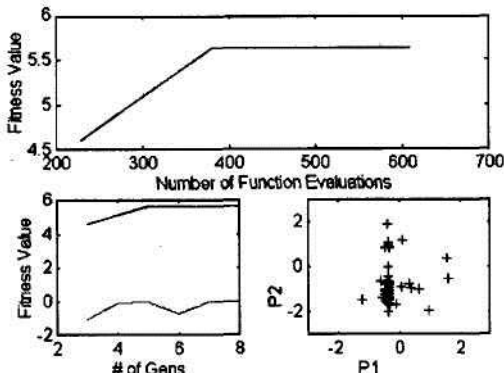 6
5.5
5
4.5
Fitness Value
200 300 400 500 600 700
Number of Function Evaluations
6
4
2
0
-2
Fitness Value
2 4 6 8
# of Gens
2
0
-2
P2
-2 0 2
P1